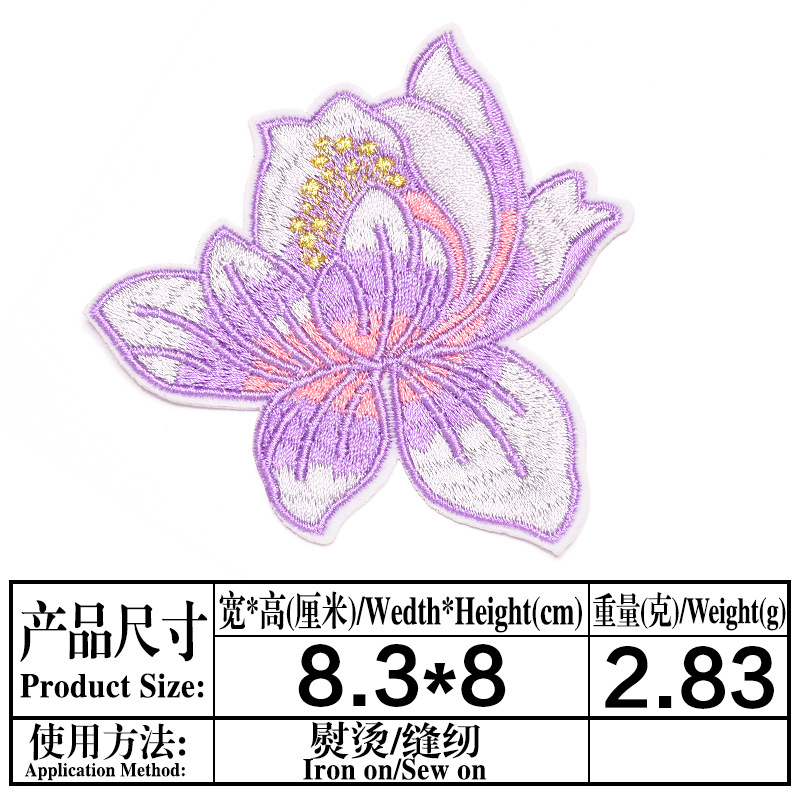 产品尺寸
Product Size:
宽*高(厘米)/Wedth*Height(cm)
重量(克)/Weight(g)
8.3*8
2.83
使用方法:
Application Method:
熨烫/缝纫
Iron on/Sew on